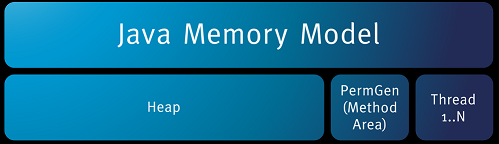 Java Memory Model
Heap
PermGen
(Method
Area)
Thread
1..N